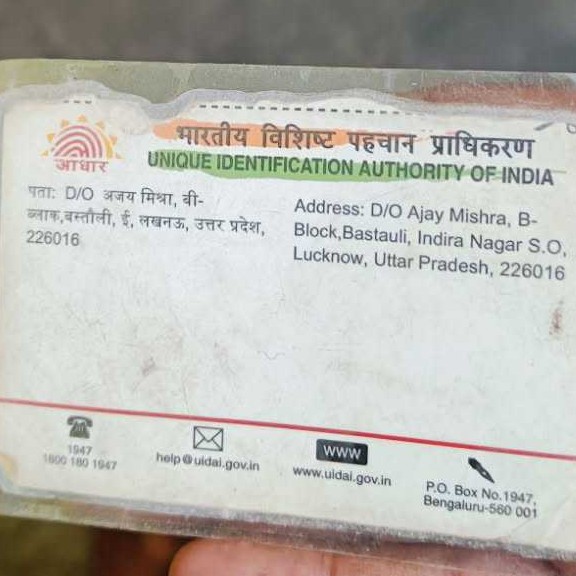 आधार
भारतीय विशिष्ट पहचान प्राधिकरण
UNIQUE IDENTIFICATION AUTHORITY OF INDIA
पता: D/O अजय मिश्रा, बी-
ब्लाक,बस्तौली, ई, लखनऊ, उत्तर प्रदेश,
226016
Address: D/O Ajay Mishra, B-
Block,Bastauli, Indira Nagar S.O,
Lucknow, Uttar Pradesh, 226016
1947
1800 180 1947
help@uidai.gov.in
WWW
www.uidai.gov.in
P.O. Box No.1947,
Bengaluru-560 001